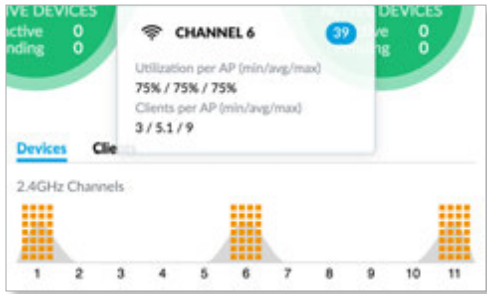 VE DEVICES
DEVICES
ctive 0
ve 0
nding 0
ng 0
CHANNEL 6
39
Utilization per AP (min/avg/max)
75% / 75% / 75%
Clients per AP (min/avg/max)
3 / 5.1 / 9
Devices Clie
2.4GHz Channels
1 2 3 4 5 6 7 8 9 10 11